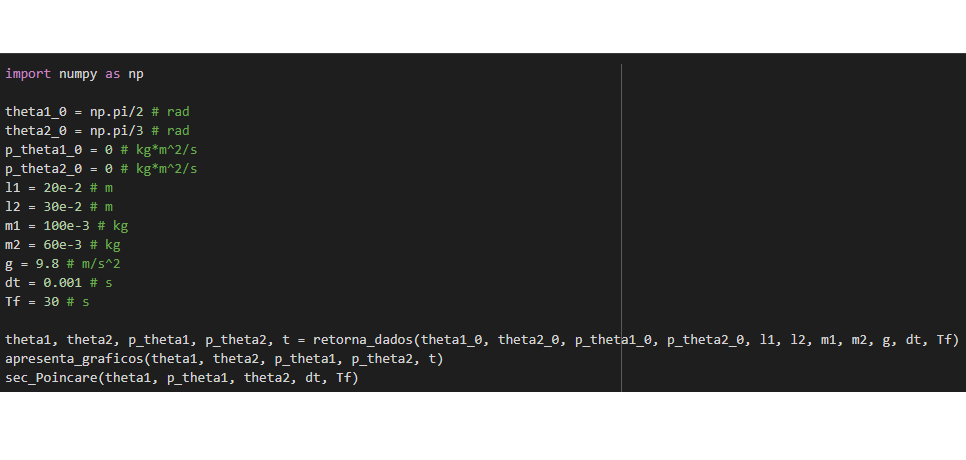 import numpy as np
theta1_0 = np.pi/2 # rad
theta2_0 = np.pi/3 # rad
p_theta1_0 = 0 # kg*m^2/s
p_theta2_0 = 0 # kg*m^2/s
l1 = 20e-2 # m
l2 = 30e-2 # m
m1 = 100e-3 # kg
m2 = 60e-3 # kg
g = 9.8 # m/s^2
dt = 0.001 # s
Tf = 30 # s
theta1, theta2, p_theta1, p_theta2, t = retorna_dados(theta1_0, theta2_0, p_theta1_0, p_theta2_0, l1, l2, m1, m2, g, dt, Tf)
apresenta_graficos(theta1, theta2, p_theta1, p_theta2, t)
sec_Poincare(theta1, p_theta1, theta2, dt, Tf)